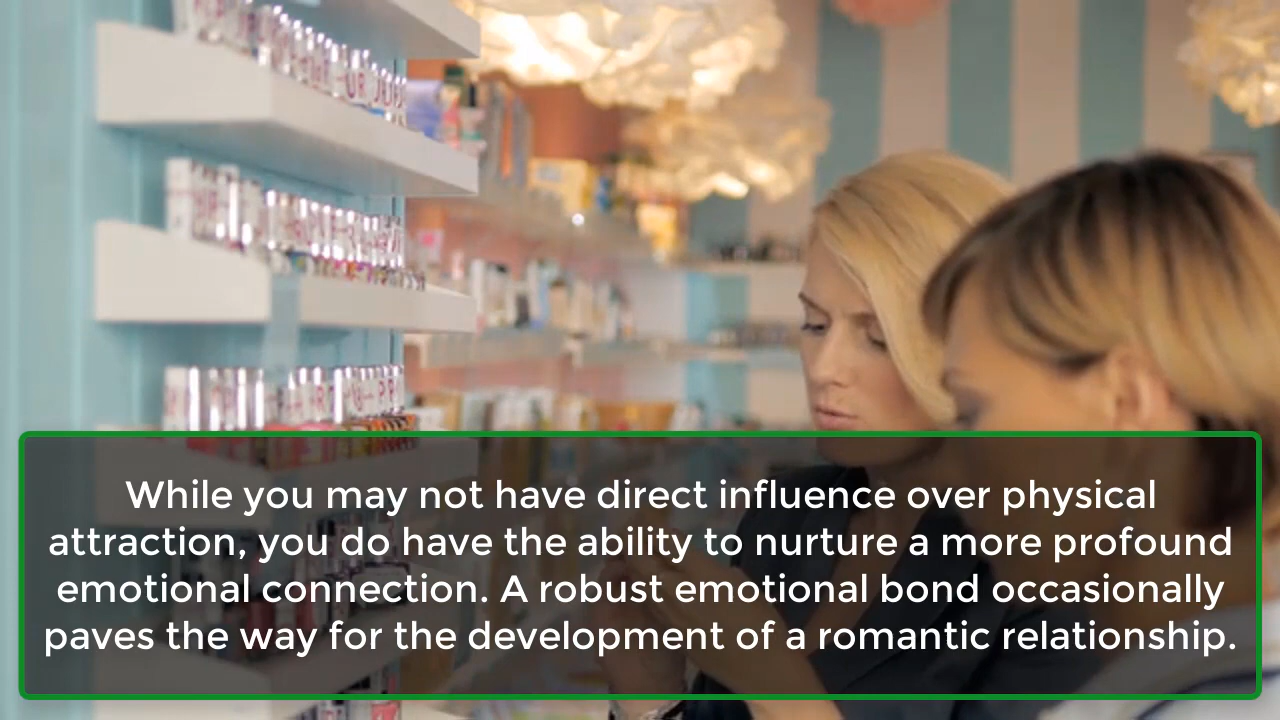 While you may not have direct influence over physical
attraction, you do have the ability to nurture a more profound
emotional connection. A robust emotional bond occasionally
paves the way for the development of a romantic relationship.